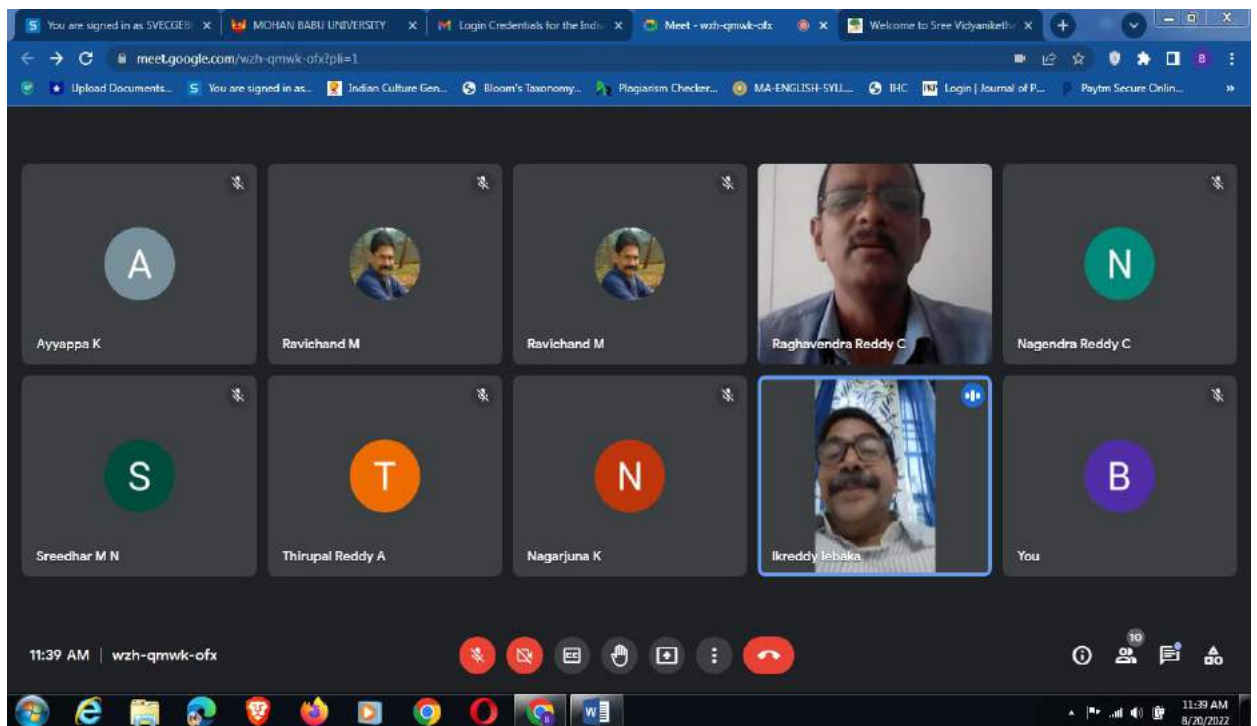 You are signed in as SVECGEB
MOHAN BABU UNIVERSITY
Login Credentials for the Indiv
Meet - wzh-qmwk-ofx
Welcome to Sree Vidyaniketha
meet.google.com/wzh-qmwk-ofx?pli=1
Upload Documents...
You are signed in as...
Indian Culture Gen...
Bloom's Taxonomy...
Plagiarism Checker...
MA-ENGLISH-SYLL...
IHC
Login | Journal of P...
Paytm Secure Onlin...
A
Ayyappa K
Ravichand M
Ravichand M
Raghavendra Reddy C
N
Nagendra Reddy C
S
Sreedhar M N
T
Thirupal Reddy A
N
Nagarjuna K
lkreddy lebaka
B
You
11:39 AM | wzh-qmwk-ofx
CC
10
11:39 AM
8/20/2022